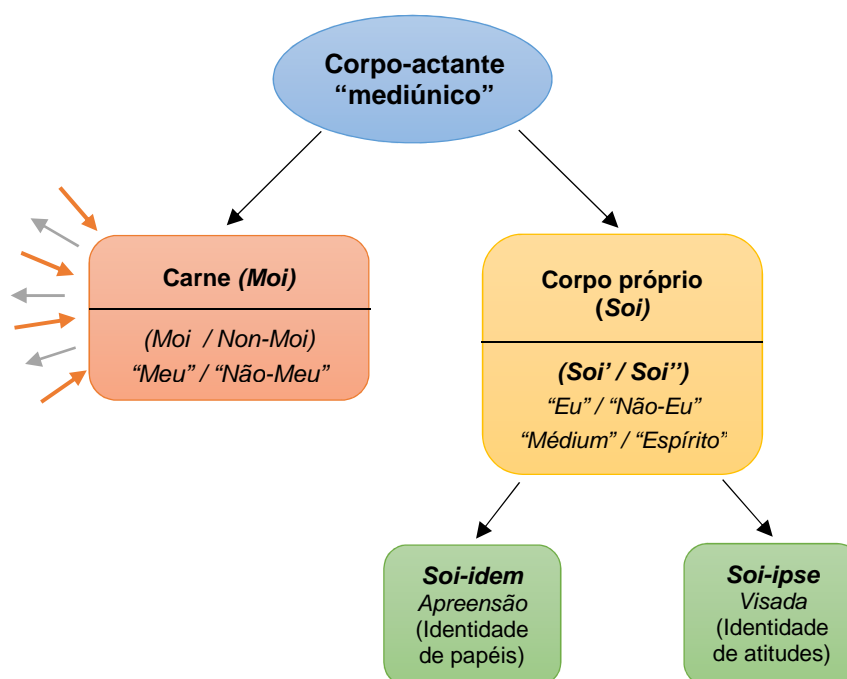 Corpo-actante
“mediúnico”
Carne (Moi)
(Moi / Non-Moi)
“Meu” / “Não-Meu”
Corpo próprio
(Soi)
(Soi’ / Soi’’)
“Eu” / “Não-Eu”
“Médium” / “Espírito”
Soi-idem
Apreensão
(Identidade
de papéis)
Soi-ipse
Visada
(Identidade
de atitudes)